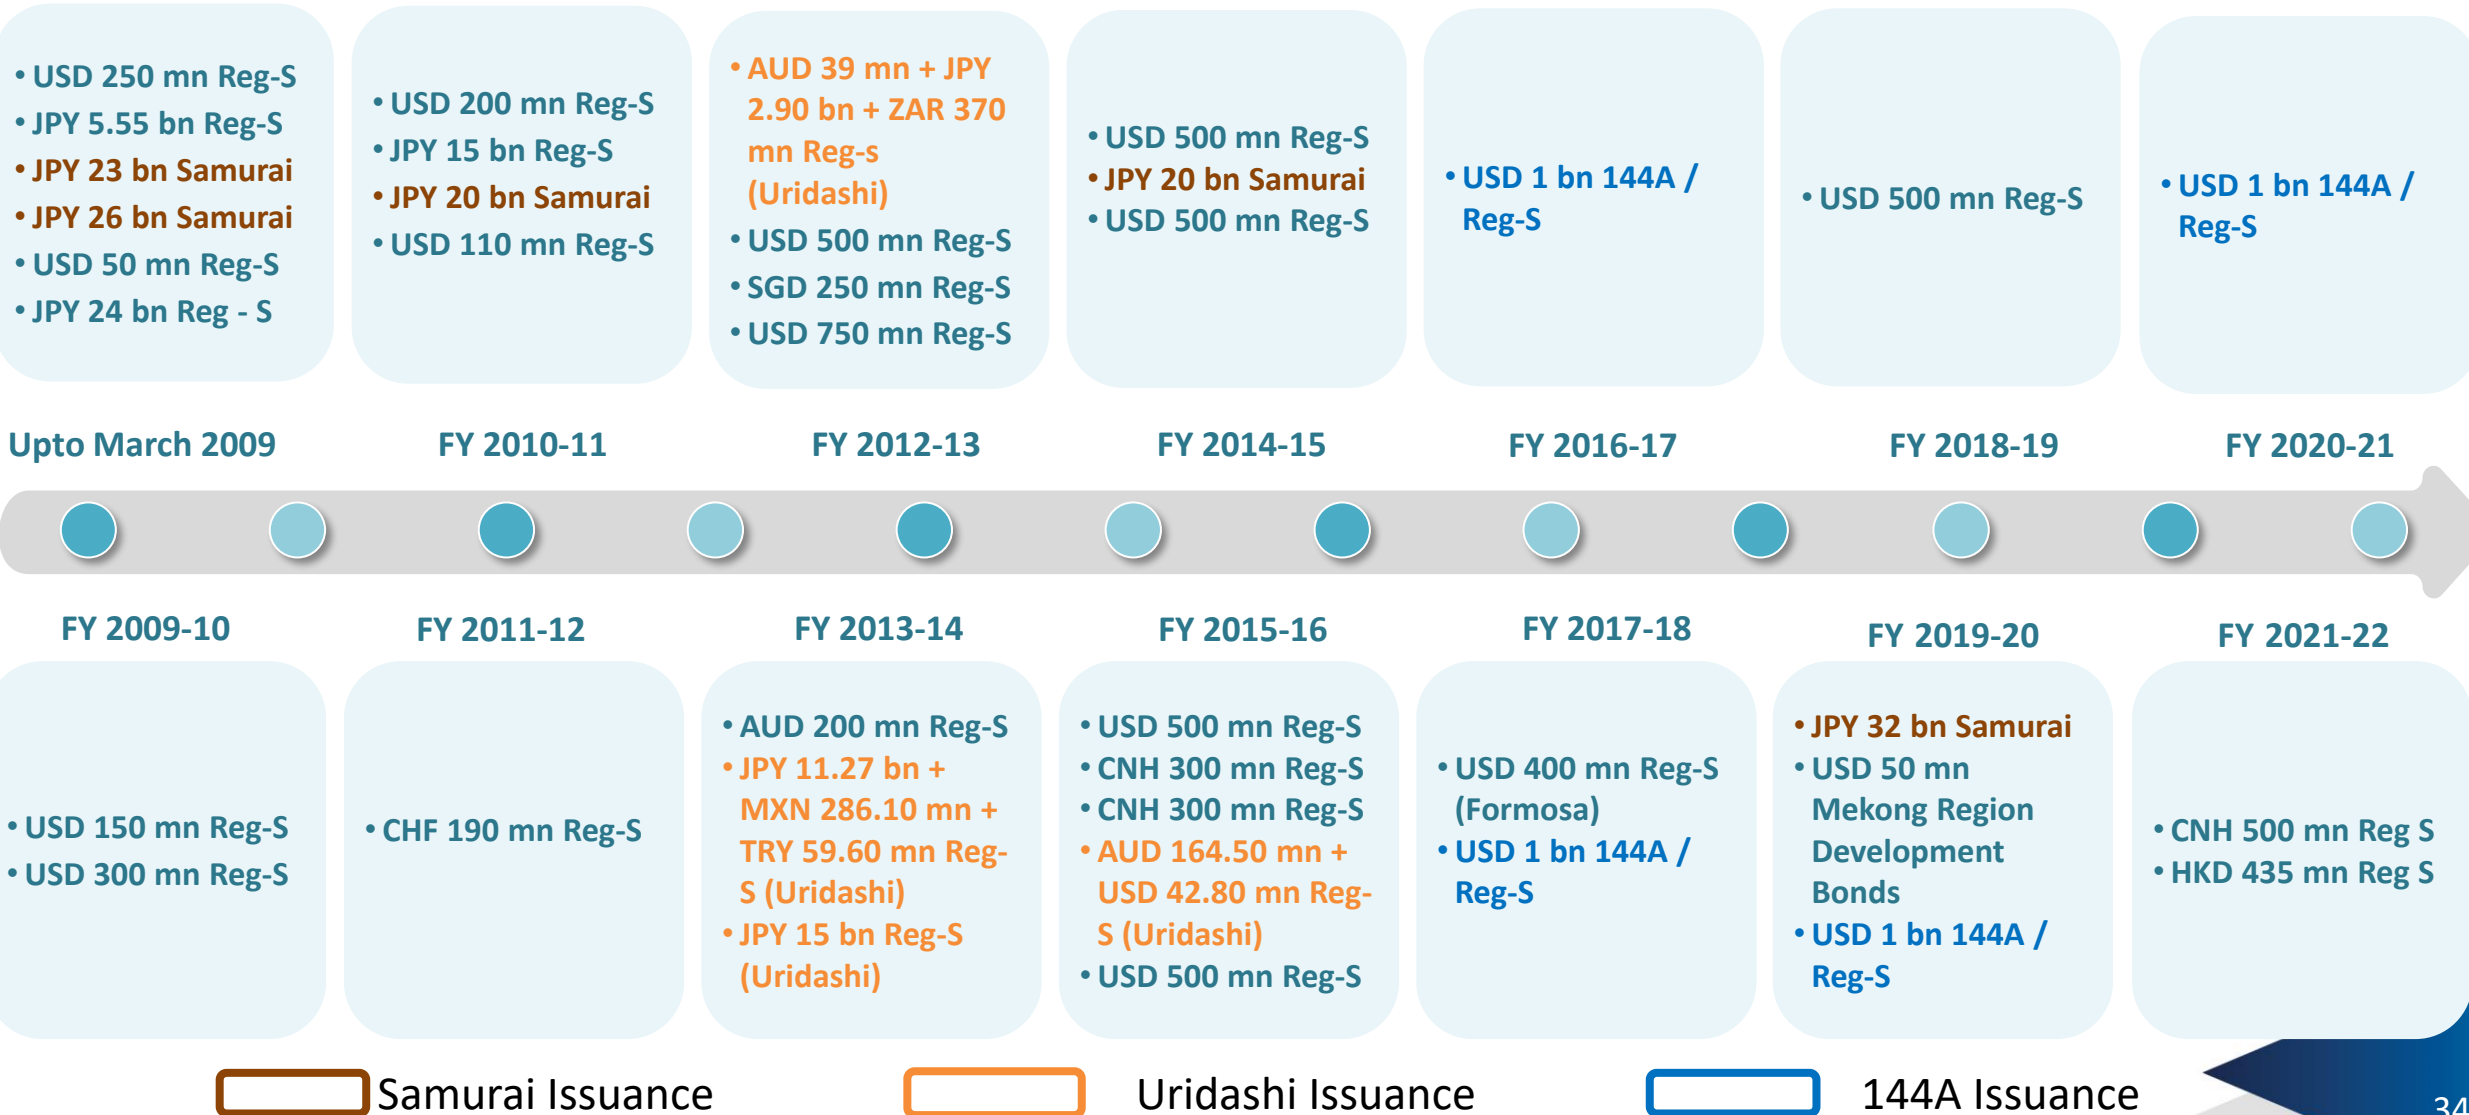 • USD 250 mn Reg-S
• JPY 5.55 bn Reg-S
• JPY 23 bn Samurai
• JPY 26 bn Samurai
• USD 50 mn Reg-S
• JPY 24 bn Reg - S
• USD 200 mn Reg-S
• JPY 15 bn Reg-S
• JPY 20 bn Samurai
• USD 110 mn Reg-S
• AUD 39 mn + JPY
2.90 bn + ZAR 370
mn Reg-s
(Uridashi)
• USD 500 mn Reg-S
• SGD 250 mn Reg-S
• USD 750 mn Reg-S
• USD 500 mn Reg-S
• JPY 20 bn Samurai
• USD 500 mn Reg-S
• USD 1 bn 144A /
Reg-S
• USD 500 mn Reg-S
• USD 1 bn 144A /
Reg-S
Upto March 2009
FY 2010-11
FY 2012-13
FY 2014-15
FY 2016-17
FY 2018-19
FY 2020-21
FY 2009-10
FY 2011-12
FY 2013-14
FY 2015-16
FY 2017-18
FY 2019-20
FY 2021-22
• USD 150 mn Reg-S
• USD 300 mn Reg-S
• CHF 190 mn Reg-S
• AUD 200 mn Reg-S
• JPY 11.27 bn +
MXN 286.10 mn +
TRY 59.60 mn Reg-
S (Uridashi)
• JPY 15 bn Reg-S
(Uridashi)
• USD 500 mn Reg-S
• CNH 300 mn Reg-S
• CNH 300 mn Reg-S
• AUD 164.50 mn +
USD 42.80 mn Reg-
S (Uridashi)
• USD 500 mn Reg-S
• USD 400 mn Reg-S
(Formosa)
• USD 1 bn 144A /
Reg-S
• JPY 32 bn Samurai
• USD 50 mn
Mekong Region
Development
Bonds
• USD 1 bn 144A /
Reg-S
• CNH 500 mn Reg S
• HKD 435 mn Reg S
Samurai Issuance
Uridashi Issuance
144A Issuance
34